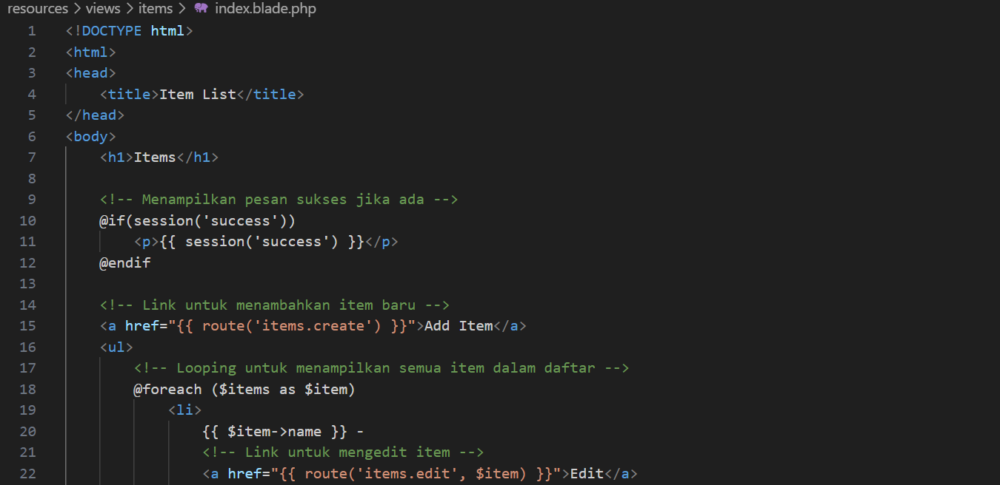 resources > views > items > index.blade.php
1 <!DOCTYPE html>
2 <html>
3 <head>
4     <title>Item List</title>
5 </head>
6 <body>
7     <h1>Items</h1>
8
9     <!-- Menampilkan pesan sukses jika ada -->
10     @if(session('success'))
11         <p>{{ session('success') }}</p>
12     @endif
13
14     <!-- Link untuk menambahkan item baru -->
15     <a href="{{ route('items.create') }}">Add Item</a>
16     <ul>
17         <!-- Looping untuk menampilkan semua item dalam daftar -->
18         @foreach ($items as $item)
19             <li>
20                 {{ $item->name }} -
21                 <!-- Link untuk mengedit item -->
22                 <a href="{{ route('items.edit', $item) }}">Edit</a>